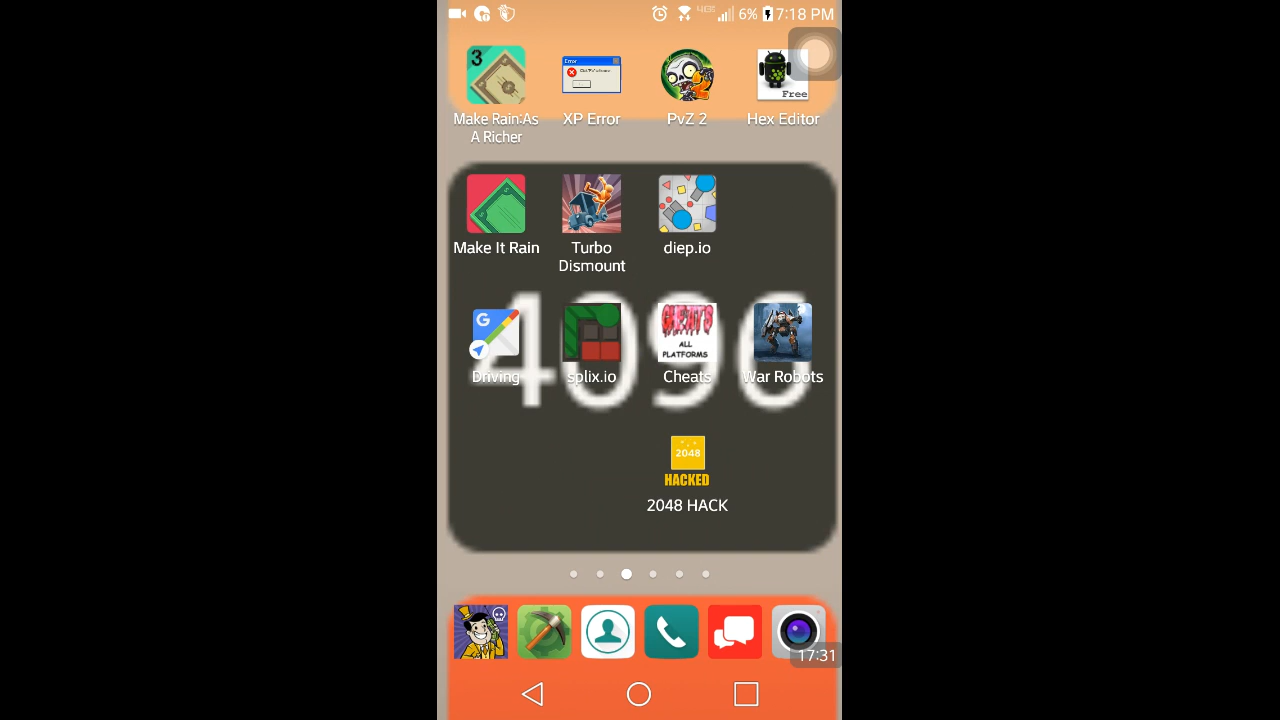 4G 6% 7:18 PM
3
Error
Free
Make Rain:As
A Richer
XP Error
PvZ 2
Hex Editor
Make It Rain
Turbo
Dismount
diep.io
4096
G
CHEATS
ALL
PLATFORMS
Driving
splix.io
Cheats
War Robots
2048
HACKED
2048 HACK
17:31